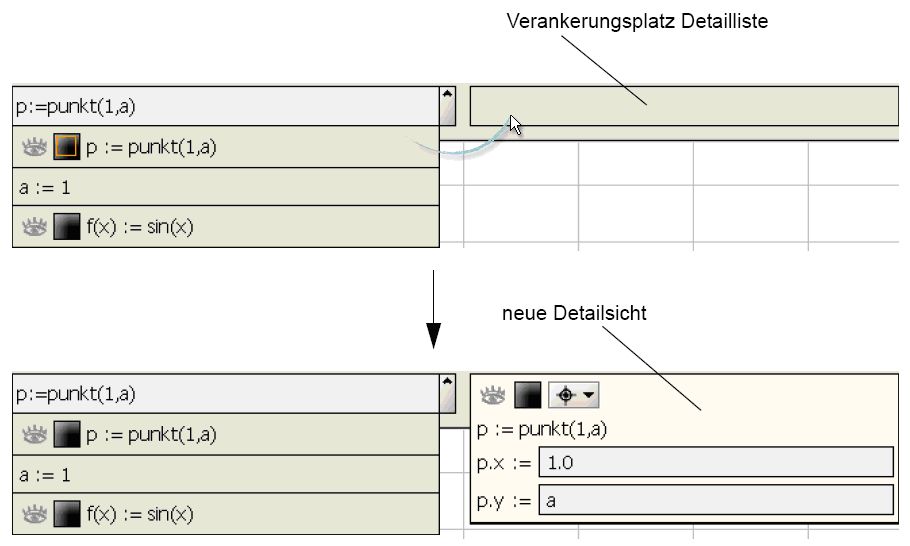 Verankerungsplatz Detailliste
p:=punkt(1,a)
p := punkt(1,a)
a := 1
f(x) := sin(x)
neue Detailsicht
p:=punkt(1,a)
p := punkt(1,a)
a := 1
f(x) := sin(x)
p := punkt(1,a)
p.x := 1.0
p.y := a